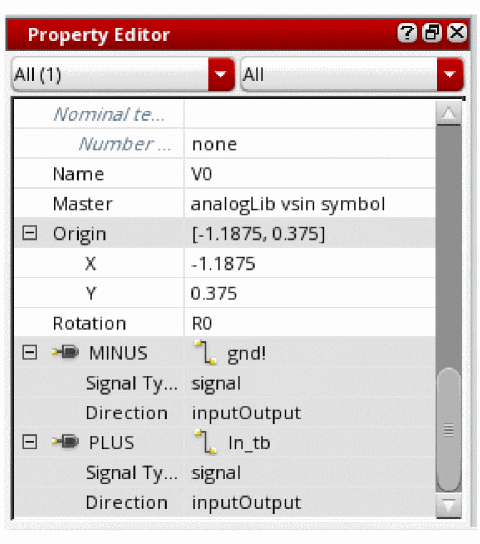 Property Editor
All (1) All
Nominal te...
Number ... none
Name V0
Master analogLib vsin symbol
Origin [-1.1875, 0.375]
X -1.1875
Y 0.375
Rotation R0
MINUS gnd!
Signal Ty... signal
Direction inputOutput
PLUS In_tb
Signal Ty... signal
Direction inputOutput